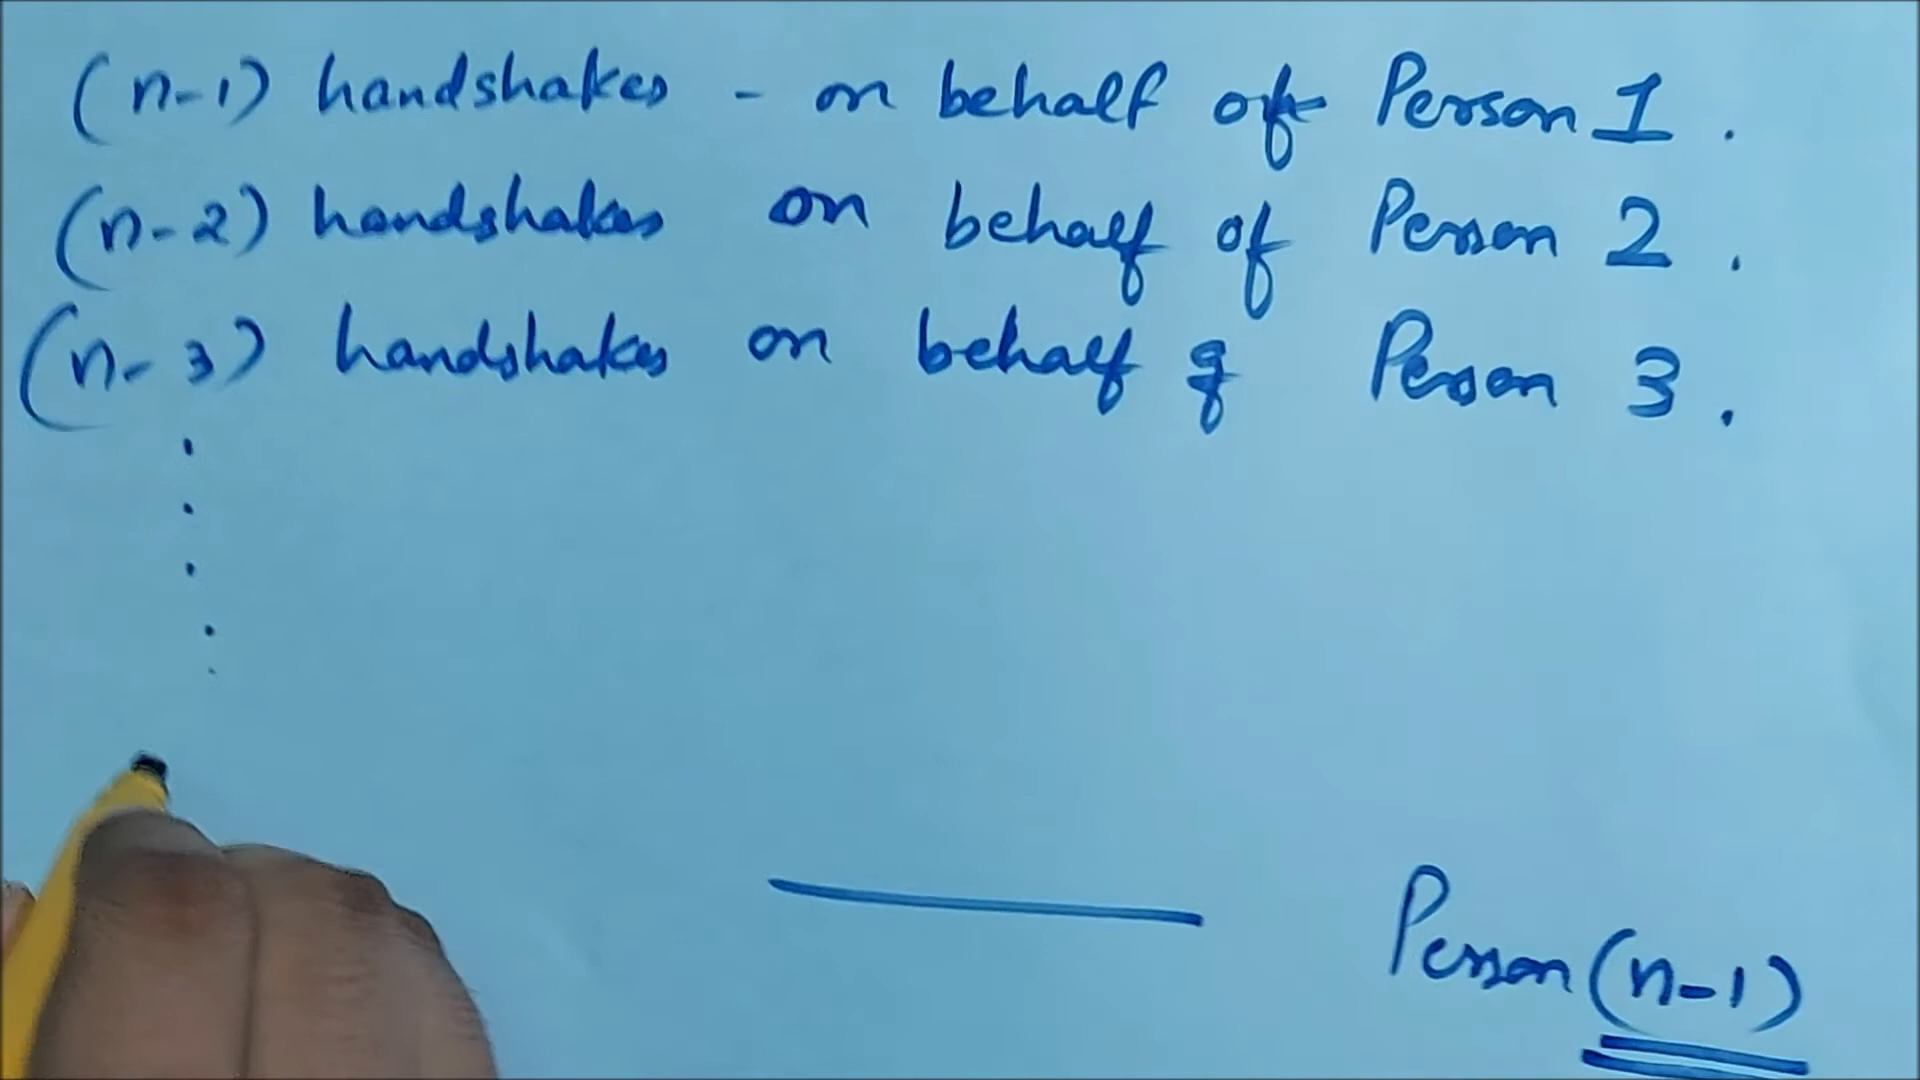 (n-1) handshakes - on behalf of Person 1.
(n-2) handshakes on behalf of Person 2.
(n-3) handshakes on behalf of Person 3.
Person (n-1)